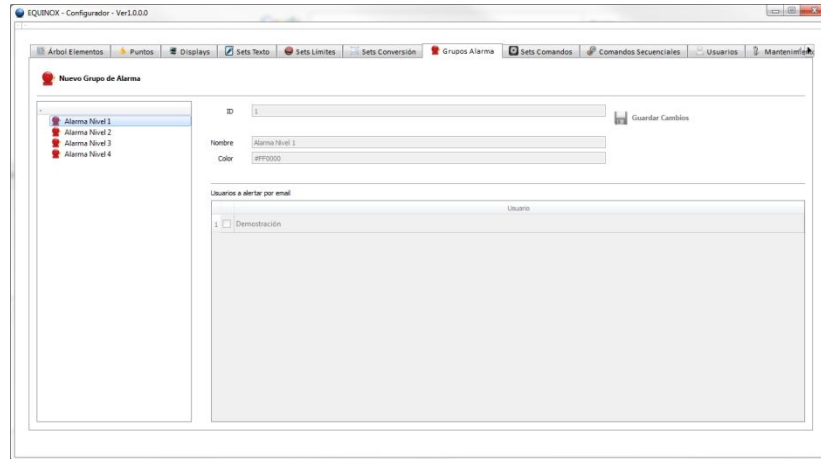 EQUINOX - Configurador - Ver1.0.0.0
Árbol Elementos Puntos Displays Sets Texto Sets Límites Sets Conversión Grupos Alarma Sets Comandos Comandos Secuenciales Usuarios Mantenimiento
Nuevo Grupo de Alarma
Alarma Nivel 1
Alarma Nivel 2
Alarma Nivel 3
Alarma Nivel 4
ID 1
Guardar Cambios
Nombre Alarma Nivel 1
Color #FF0000
Usuarios a alertar por email
Usuario
1 Demostración